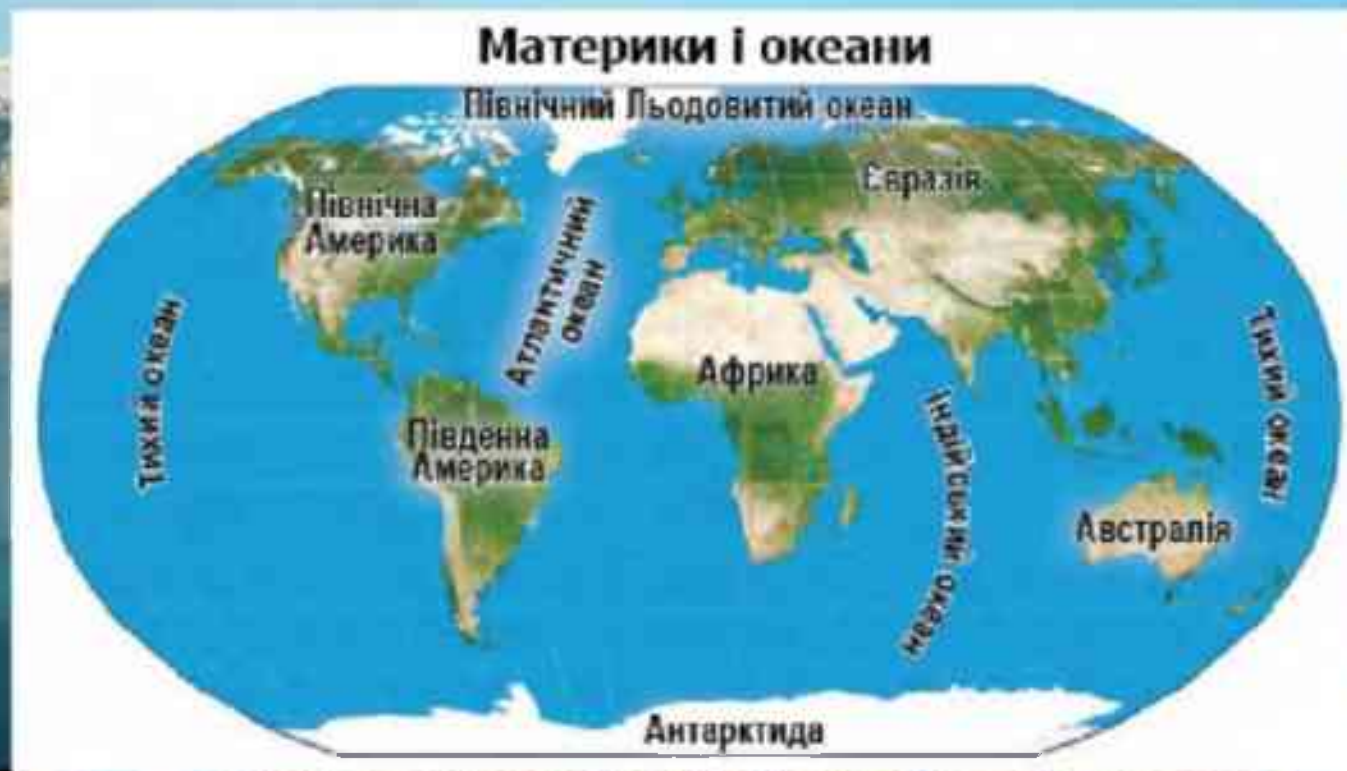 Материки і океани
Північний Льодовитий океан
Євразія
Північна
Америка
Атлантичний
океан
Тихий океан
Тихий океан
Африка
Індійський океан
Південна
Америка
Австралія
Антарктида